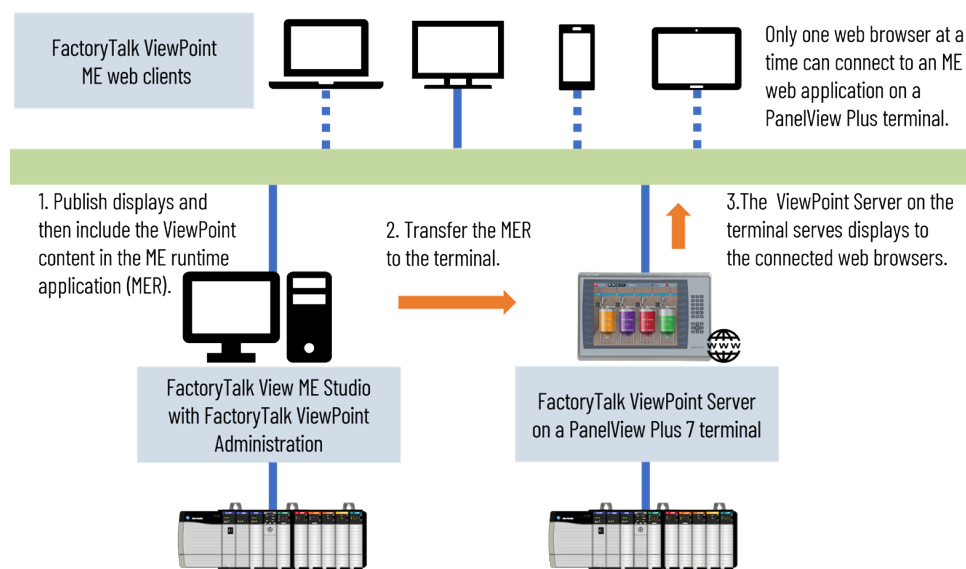 FactoryTalk ViewPoint
ME web clients
Only one web browser at a
time can connect to an ME
web application on a
PanelView Plus terminal.
1. Publish displays and
then include the ViewPoint
content in the ME runtime
application (MER).
2. Transfer the MER
to the terminal.
3.The ViewPoint Server on the
terminal serves displays to
the connected web browsers.
WWW
FactoryTalk View ME Studio
with FactoryTalk ViewPoint
Administration
FactoryTalk ViewPoint Server
on a PanelView Plus 7 terminal